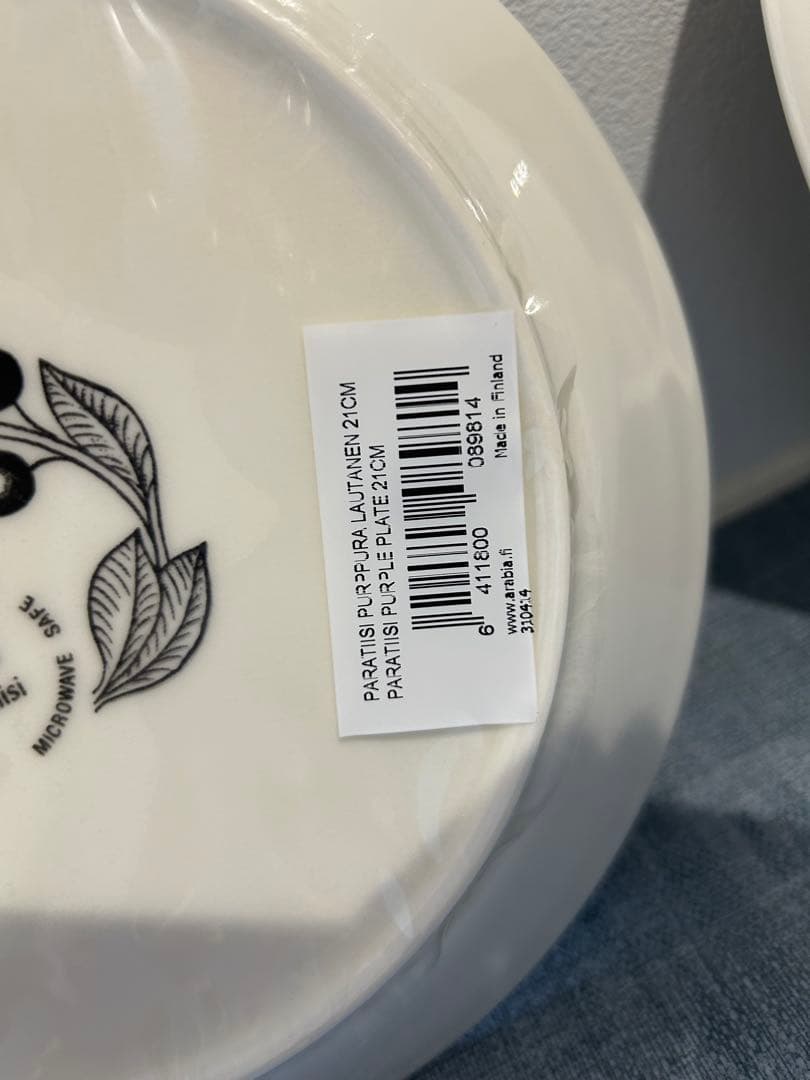 PARATIISI PURPPURA LAUTANEN 21CM
PARATIISI PURPLE PLATE 21CM
6 411800 089814
www.arabia.fi Made in Finland
310414
isi
MICROWAVE SAFE